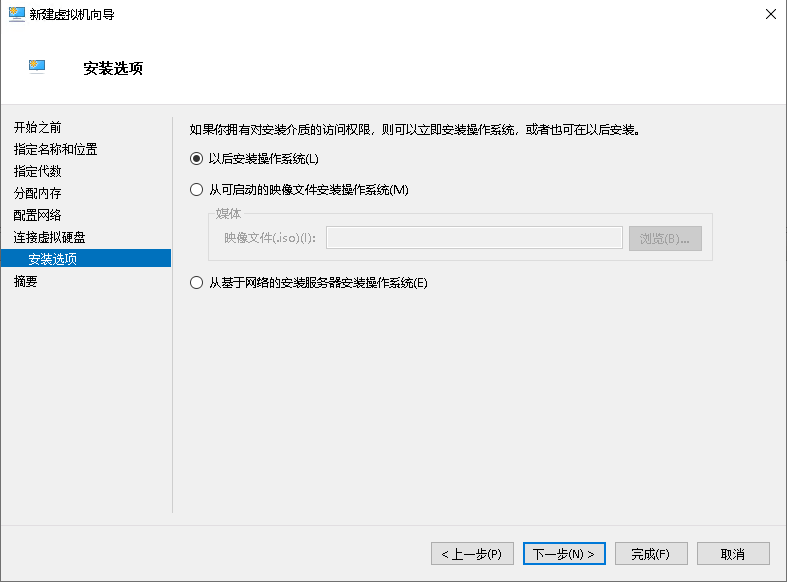 新建虚拟机向导
安装选项
开始之前
指定名称和位置
指定代数
分配内存
配置网络
连接虚拟硬盘
安装选项
摘要
如果你拥有对安装介质的访问权限，则可以立即安装操作系统，或者也可在以后安装。
以后安装操作系统(L)
从可启动的映像文件安装操作系统(M)
媒体
映像文件(.iso)(I): 浏览(B)...
从基于网络的安装服务器安装操作系统(E)
< 上一步(P) 下一步(N) > 完成(F) 取消